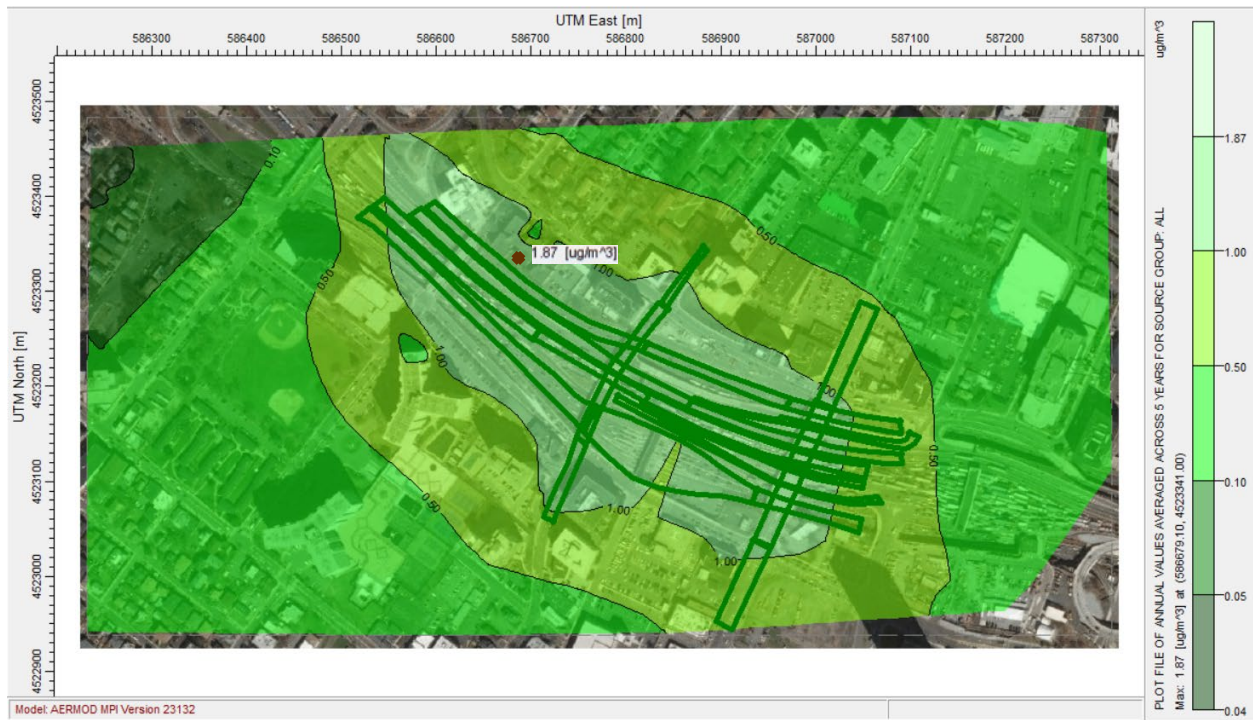 UTM East [m]
586300 586400 586500 586600 586700 586800 586900 587000 587100 587200 587300
UTM North [m]
4523500
4523400
4523300
4523200
4523100
4523000
4522900
0.10
0.50
1.87 [ug/m^3]
1.00
0.50
1.00
1.00
0.50
0.50
1.00
1.00
ug/m^3
1.87
1.00
0.50
0.10
0.05
0.04
PLOT FILE OF ANNUAL VALUES AVERAGED ACROSS 5 YEARS FOR SOURCE GROUP: ALL
Max: 1.87 [ug/m^3] at (586679.10, 4523341.00)
Model: AERMOD MPI Version 23132